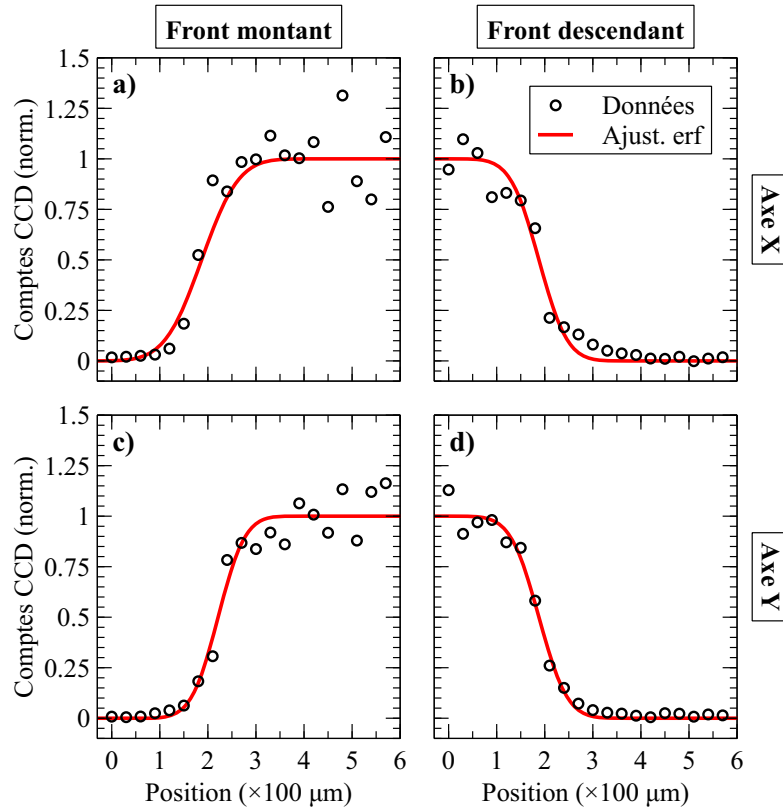 Front montant
Front descendant
a)
b)
Données
Ajust. erf
1.5
1.25
1
0.75
0.5
0.25
0
Comptes CCD (norm.)
Axe X
c)
d)
1.5
1.25
1
0.75
0.5
0.25
0
Comptes CCD (norm.)
Axe Y
0 1 2 3 4 5 6
0 1 2 3 4 5 6
Position (×100 µm)
Position (×100 µm)